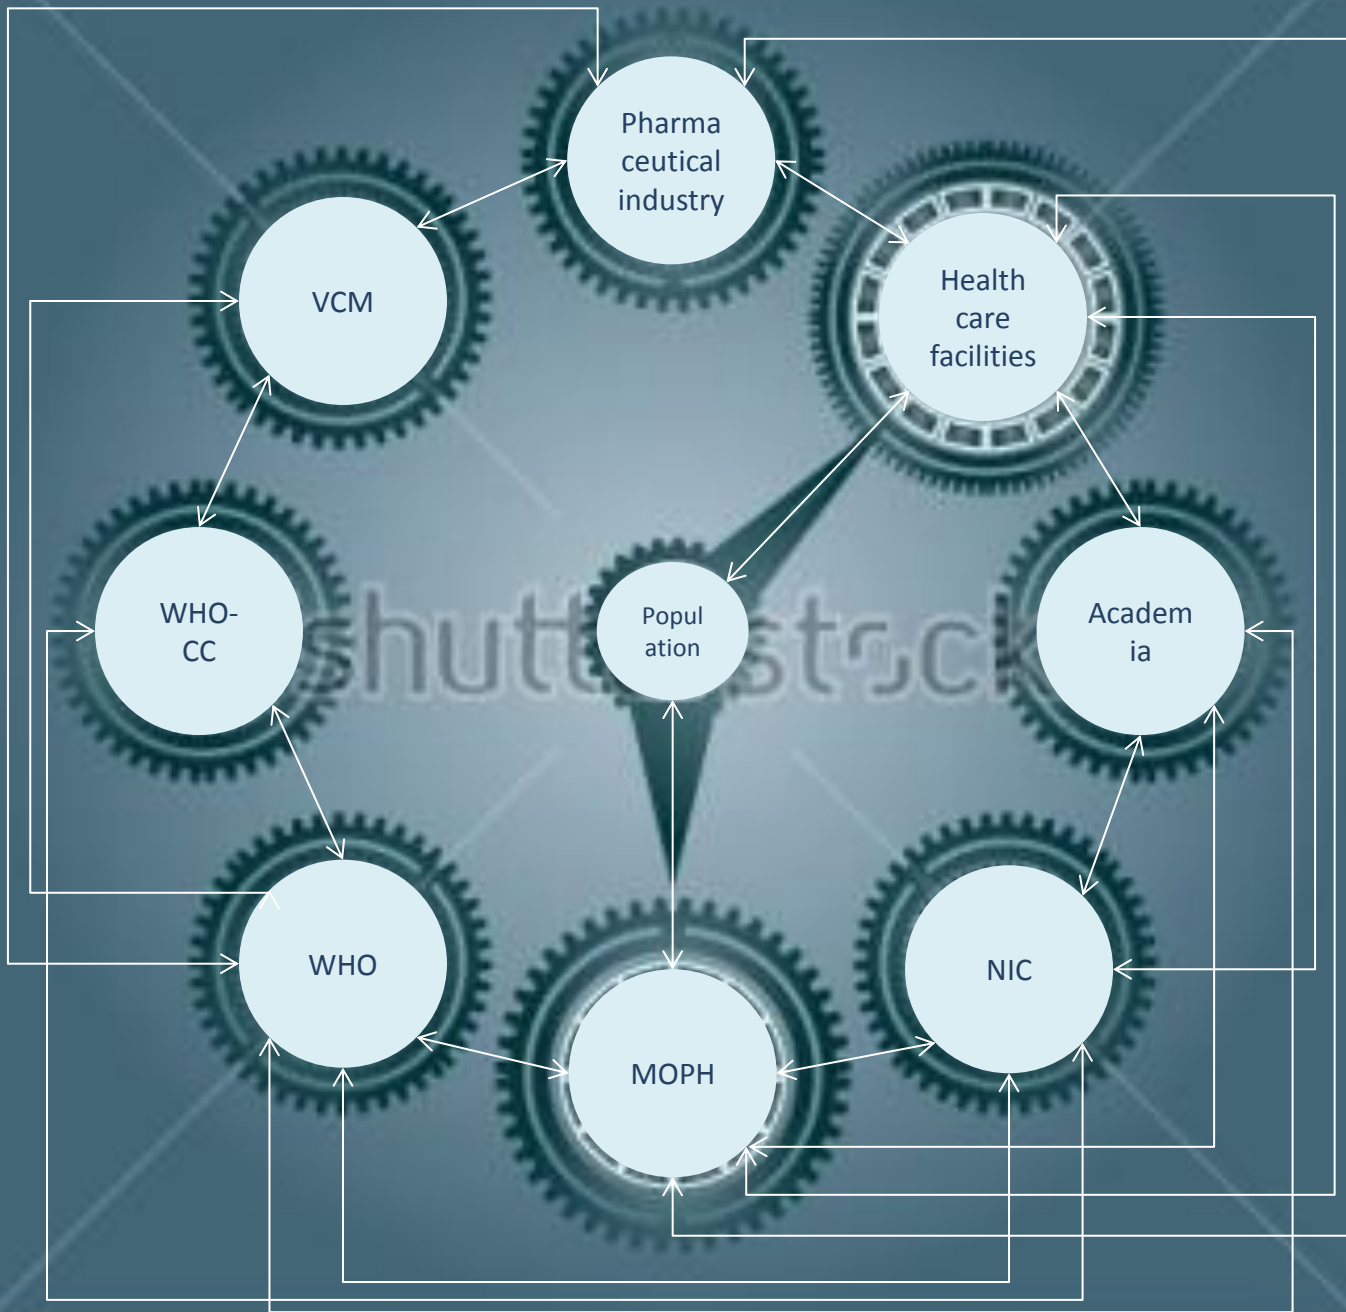 Pharma
ceutical
industry
VCM
Health
care
facilities
WHO-
CC
shutterstock
Popul
ation
Academ
ia
WHO
NIC
MOPH